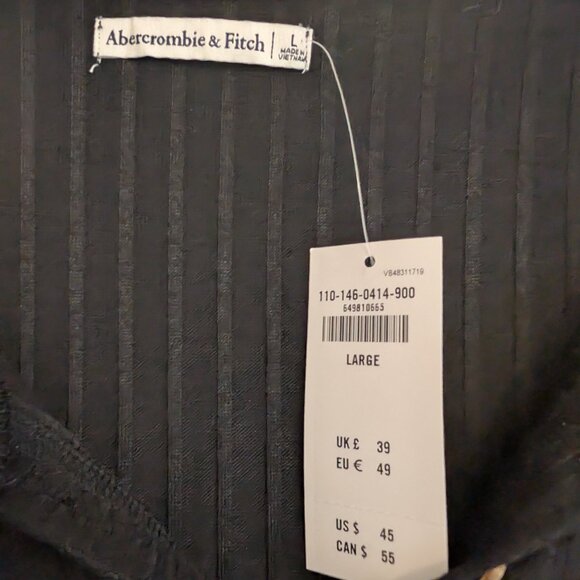 Abercrombie & Fitch
L
MADE IN
VIETNAM
VB48311719
110-146-0414-900
649810665
LARGE
UK £ 39
EU € 49
US $ 45
CAN $ 55